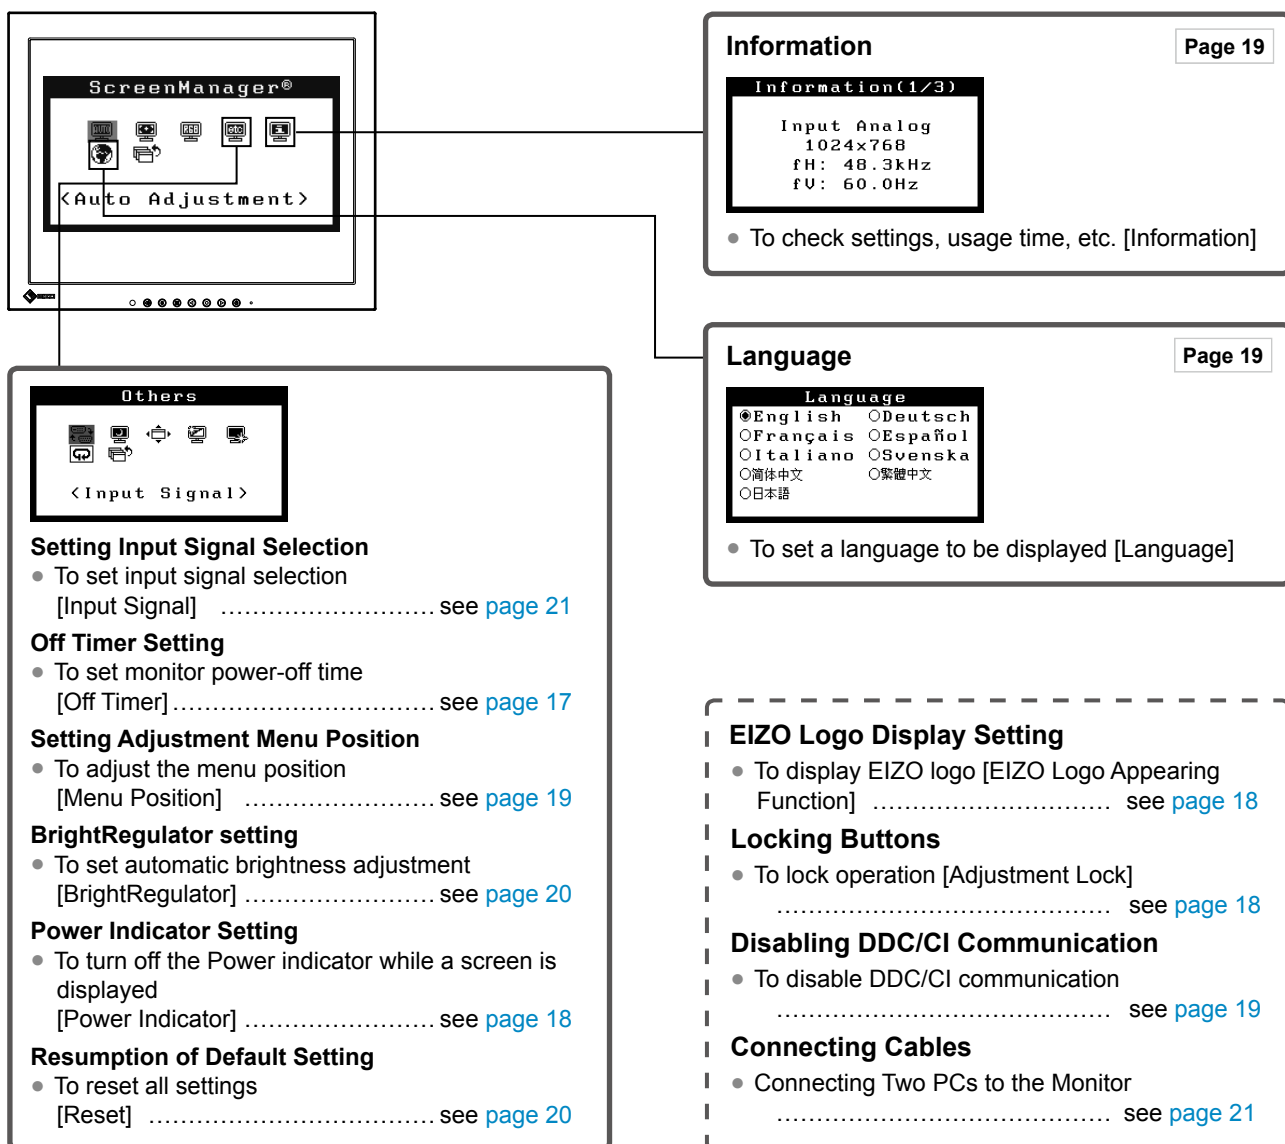 ScreenManager®
AUTO
RGB
etc
<Auto Adjustment>
Information
Page 19
Information(1/3)
Input Analog
1024×768
fH: 48.3kHz
fV: 60.0Hz
• To check settings, usage time, etc. [Information]
Language
Page 19
Language
English Deutsch
Français Español
Italiano Svenska
简体中文 繁體中文
日本語
• To set a language to be displayed [Language]
Others
<Input Signal>
Setting Input Signal Selection
• To set input signal selection
[Input Signal] ........................... see page 21
Off Timer Setting
• To set monitor power-off time
[Off Timer] ................................. see page 17
Setting Adjustment Menu Position
• To adjust the menu position
[Menu Position] ........................ see page 19
BrightRegulator setting
• To set automatic brightness adjustment
[BrightRegulator] ........................ see page 20
Power Indicator Setting
• To turn off the Power indicator while a screen is
displayed
[Power Indicator] ........................ see page 18
Resumption of Default Setting
• To reset all settings
[Reset] .................................... see page 20
EIZO Logo Display Setting
• To display EIZO logo [EIZO Logo Appearing
Function] .............................. see page 18
Locking Buttons
• To lock operation [Adjustment Lock]
.......................................... see page 18
Disabling DDC/CI Communication
• To disable DDC/CI communication
.......................................... see page 19
Connecting Cables
• Connecting Two PCs to the Monitor
.......................................... see page 21